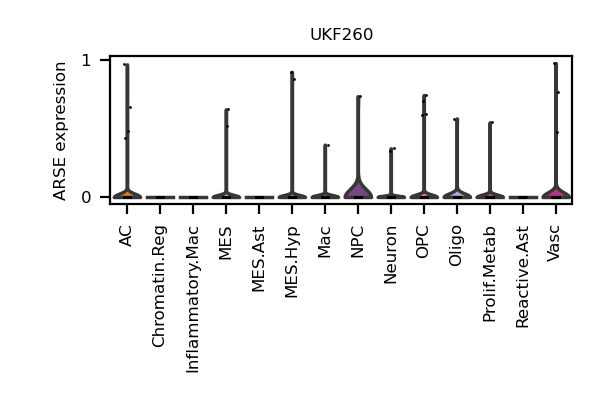 UKF260
ARSE expression
1
0
AC
Chromatin.Reg
Inflammatory.Mac
MES
MES.Ast
MES.Hyp
Mac
NPC
Neuron
OPC
Oligo
Prolif.Metab
Reactive.Ast
Vasc